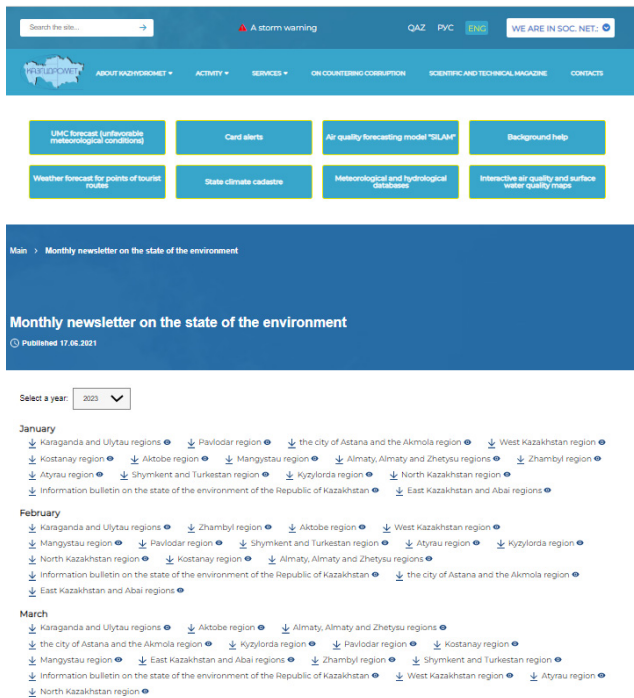 Search the site...
A storm warning
QAZ РУС ENG
WE ARE IN SOC. NET.:
ABOUT KAZHYDROMET ACTIVITY SERVICES ON COUNTERING CORRUPTION SCIENTIFIC AND TECHNICAL MAGAZINE CONTACTS
UMC forecast (unfavorable
meteorological conditions)
Card alerts
Air quality forecasting model "SILAM"
Background help
Weather forecast for points of tourist
routes
State climate cadastre
Meteorological and hydrological
databases
Interactive air quality and surface
water quality maps
Main > Monthly newsletter on the state of the environment
Monthly newsletter on the state of the environment
Published 17.06.2021
Select a year: 2023
January
Karaganda and Ulytau regions Pavlodar region the city of Astana and the Akmola region West Kazakhstan region
Kostanay region Aktobe region Mangystau region Almaty, Almaty and Zhetysu regions Zhambyl region
Atyrau region Shymkent and Turkestan region Kyzylorda region North Kazakhstan region
Information bulletin on the state of the environment of the Republic of Kazakhstan East Kazakhstan and Abai regions
February
Karaganda and Ulytau regions Zhambyl region Aktobe region West Kazakhstan region
Mangystau region Pavlodar region Shymkent and Turkestan region Atyrau region Kyzylorda region
North Kazakhstan region Kostanay region Almaty, Almaty and Zhetysu regions
Information bulletin on the state of the environment of the Republic of Kazakhstan the city of Astana and the Akmola region
East Kazakhstan and Abai regions
March
Karaganda and Ulytau regions Aktobe region Almaty, Almaty and Zhetysu regions
the city of Astana and the Akmola region Kyzylorda region Pavlodar region Kostanay region
Mangystau region East Kazakhstan and Abai regions Zhambyl region Shymkent and Turkestan region
Information bulletin on the state of the environment of the Republic of Kazakhstan West Kazakhstan region Atyrau region
North Kazakhstan region